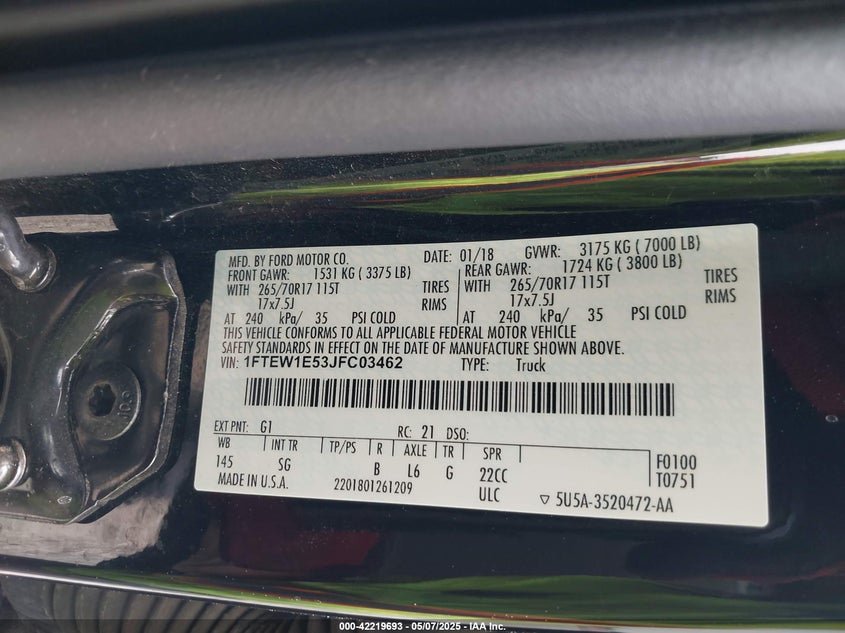 MFD. BY FORD MOTOR CO. DATE: 01/18 GVWR: 3175 KG ( 7000 LB)
FRONT GAWR: 1531 KG ( 3375 LB) REAR GAWR: 1724 KG ( 3800 LB)
WITH 265/70R17 115T TIRES WITH 265/70R17 115T TIRES
17x7.5J RIMS 17x7.5J RIMS
AT 240 kPa/ 35 PSI COLD AT 240 kPa/ 35 PSI COLD
THIS VEHICLE CONFORMS TO ALL APPLICABLE FEDERAL MOTOR VEHICLE
SAFETY STANDARDS IN EFFECT ON THE DATE OF MANUFACTURE SHOWN ABOVE.
VIN: 1FTEW1E53JFC03462 TYPE: Truck
EXT PNT: G1 RC: 21 DSO:
WB INT TR TP/PS R AXLE TR SPR
145 SG B L6 G 22CC F0100
MADE IN U.S.A. 2201801261209 ULC T0751
▽ 5U5A-3520472-AA
000-42219693 - 05/07/2025 - IAA Inc.